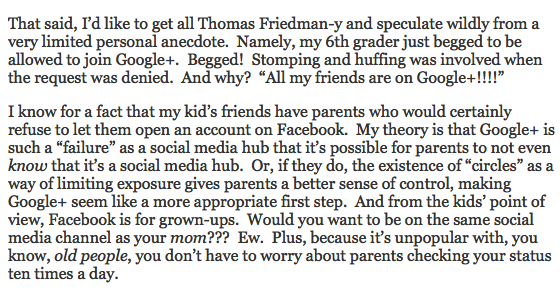 That said, I’d like to get all Thomas Friedman-y and speculate wildly from a
very limited personal anecdote.  Namely, my 6th grader just begged to be
allowed to join Google+.  Begged!  Stomping and huffing was involved when
the request was denied.  And why?  “All my friends are on Google+!!!!”
I know for a fact that my kid’s friends have parents who would certainly
refuse to let them open an account on Facebook.  My theory is that Google+ is
such a “failure” as a social media hub that it’s possible for parents to not even
know that it’s a social media hub.  Or, if they do, the existence of “circles” as a
way of limiting exposure gives parents a better sense of control, making
Google+ seem like a more appropriate first step.  And from the kids’ point of
view, Facebook is for grown-ups.  Would you want to be on the same social
media channel as your mom???  Ew.  Plus, because it’s unpopular with, you
know, old people, you don’t have to worry about parents checking your status
ten times a day.